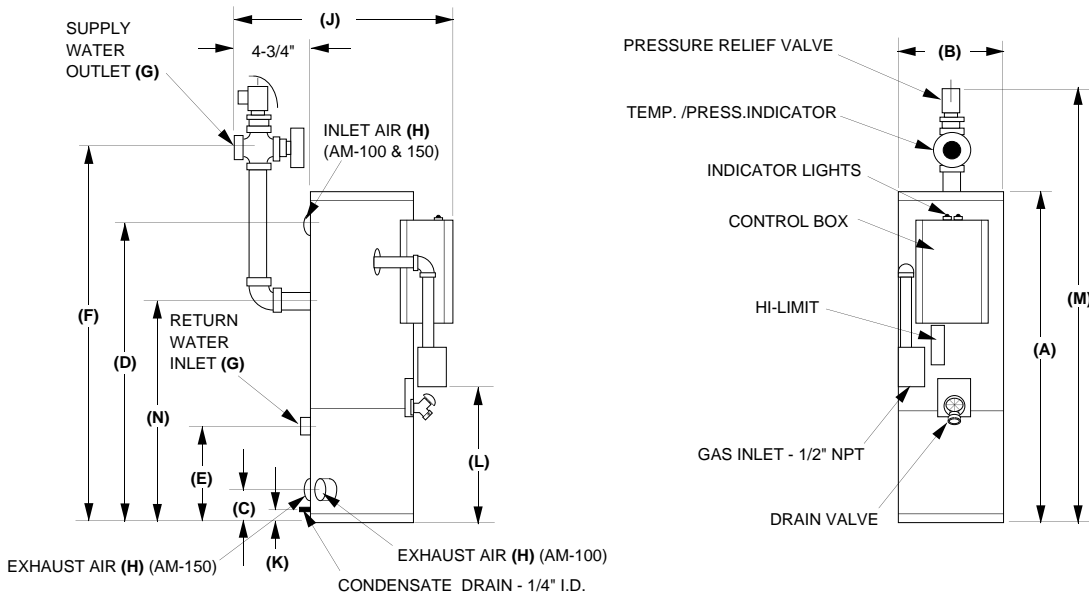 (J)
SUPPLY
WATER
OUTLET (G)
4-3/4"
INLET AIR (H)
(AM-100 & 150)
(F)
(D)
(N)
RETURN
WATER
INLET (G)
(E)
(C)
(K)
(L)
EXHAUST AIR (H) (AM-150)
EXHAUST AIR (H) (AM-100)
CONDENSATE DRAIN - 1/4" I.D.
PRESSURE RELIEF VALVE
(B)
TEMP. /PRESS.INDICATOR
INDICATOR LIGHTS
CONTROL BOX
HI-LIMIT
(M)
(A)
GAS INLET - 1/2" NPT
DRAIN VALVE